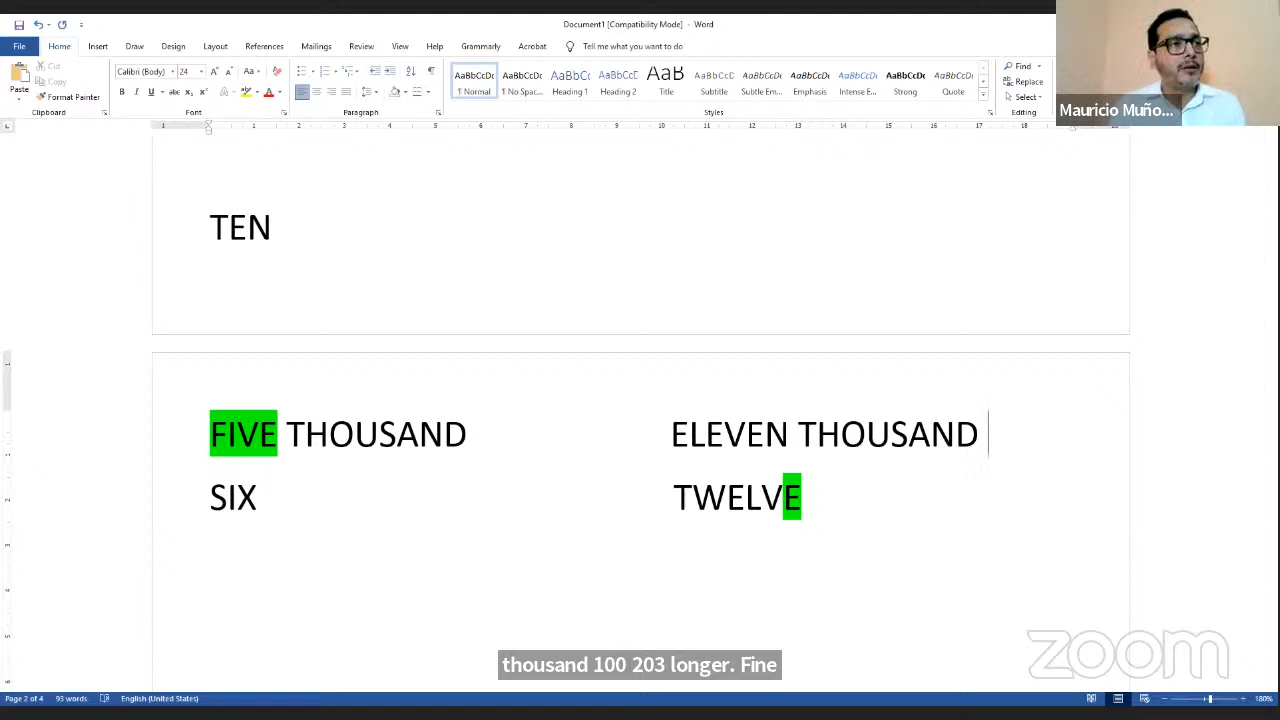 Document1 [Compatibility Mode] - Word
File Home Insert Draw Design Layout References Mailings Review View Help Grammarly Acrobat Tell me what you want to do
Paste
Cut
Copy
Format Painter
Clipboard
Calibri (Body) 24
Font
Paragraph
AaBbCcDc AaBbCcDc AaBbC AaBbCcC AaB AaBbCcD AaBbCcDc AaBbCcDc AaBbCcDc AaBbCcDc AaBbCcDc
¶ Normal ¶ No Spac... Heading 1 Heading 2 Title Subtitle Subtle Em... Emphasis Intense E... Strong Quote
Styles
Find
Replace
Select
Editing
Mauricio Muño...
TEN
FIVE THOUSAND ELEVEN THOUSAND
SIX TWELVE
thousand 100 203 longer. Fine
zoom
Page 2 of 4 93 words English (United States) 180%